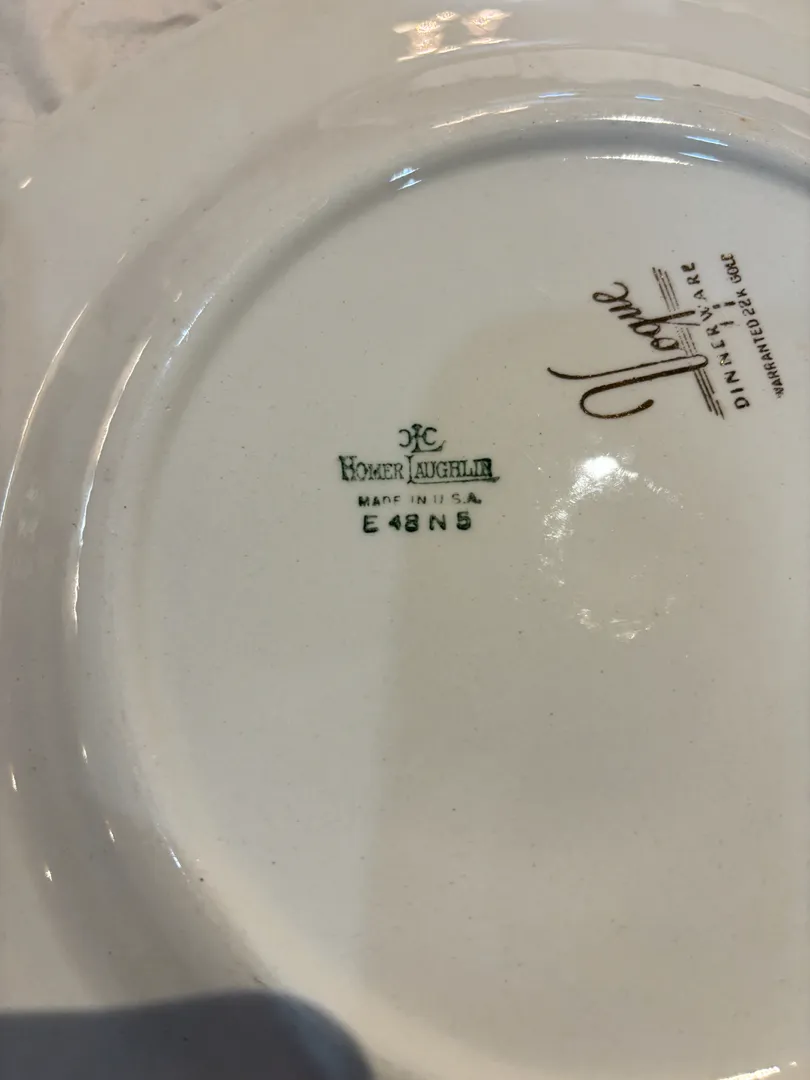 HLC
HOMER LAUGHLIN
MADE IN U.S.A.
E 48 N 5
Vogue
DINNERWARE
WARRANTED 22K GOLD